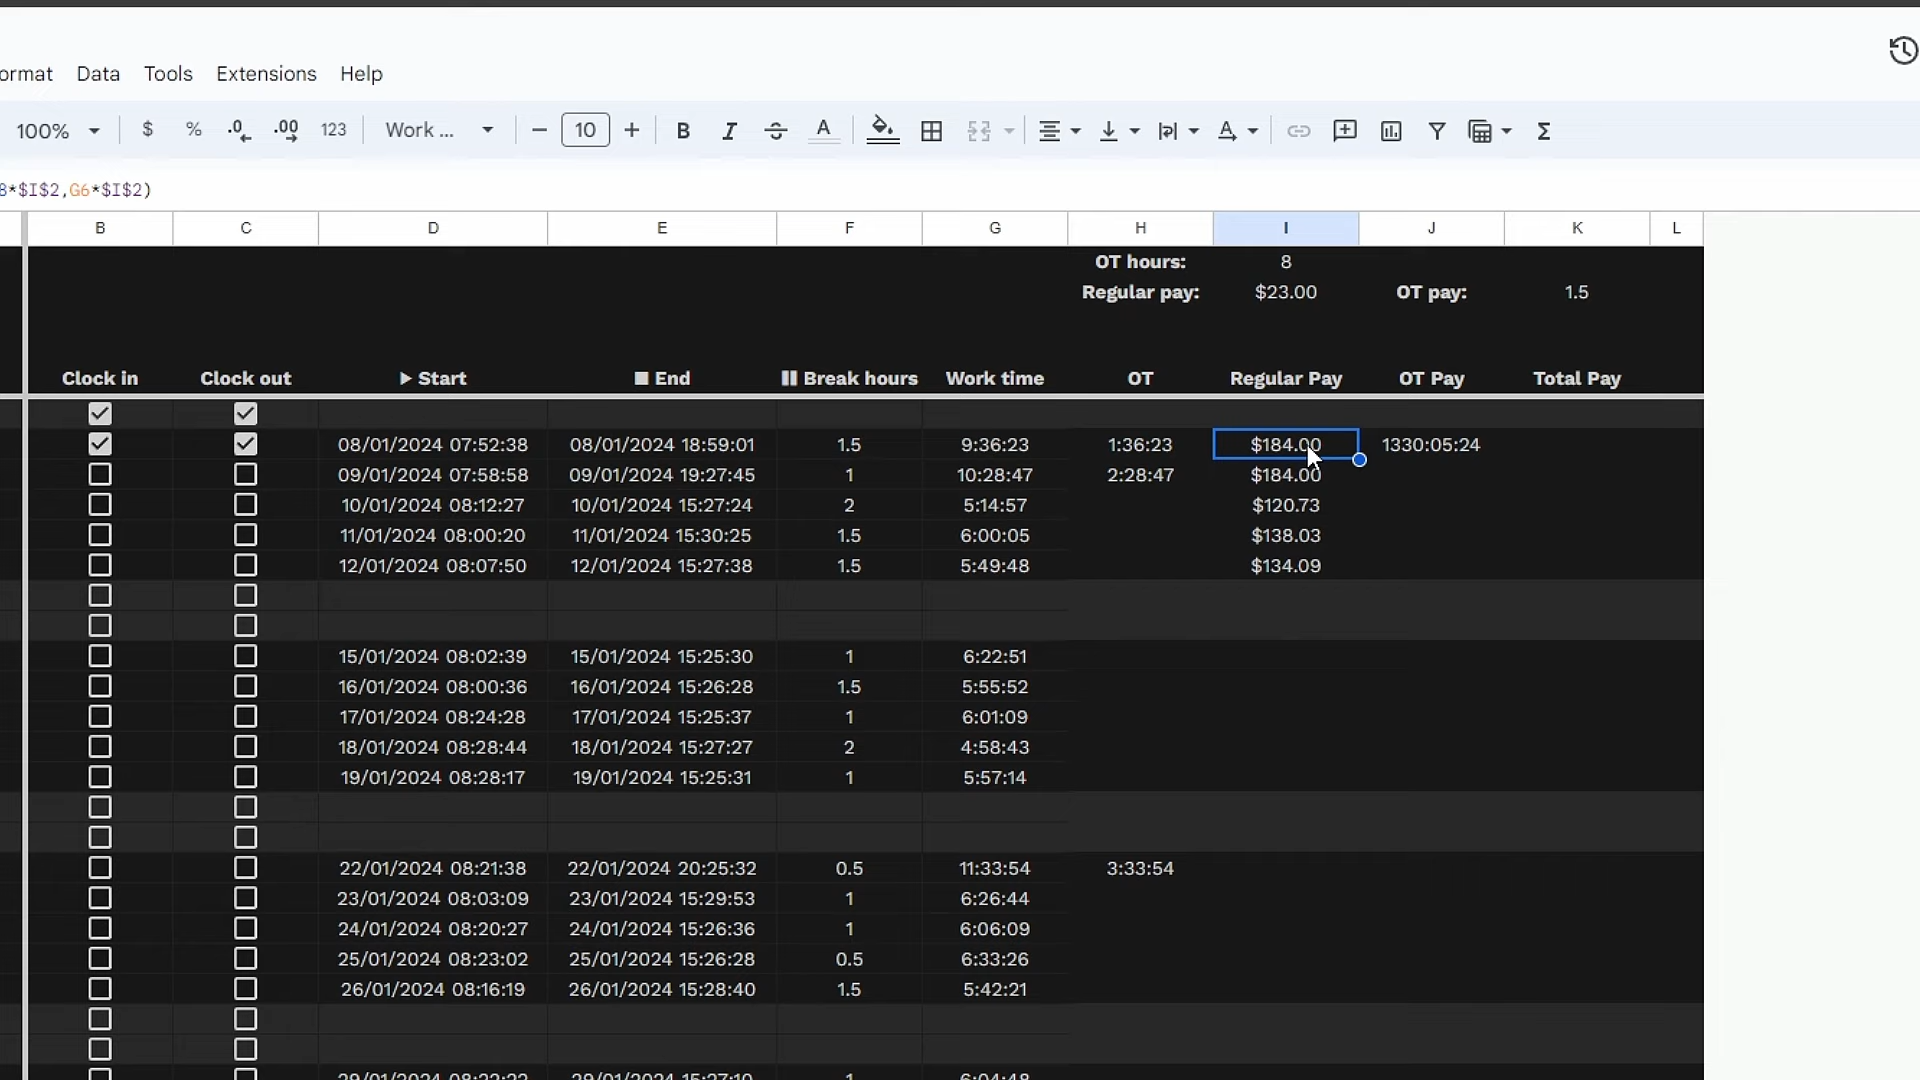 ormat Data Tools Extensions Help
100% $ % .0 .00 123 Work ... 10 B I S A Σ
8*$I$2,G6*$I$2)
B C D E F G H I J K L
OT hours: 8
Regular pay: $23.00 OT pay: 1.5
Clock in Clock out ▶ Start ■ End Break hours Work time OT Regular Pay OT Pay Total Pay
08/01/2024 07:52:38 08/01/2024 18:59:01 1.5 9:36:23 1:36:23 $184.00 1330:05:24
09/01/2024 07:58:58 09/01/2024 19:27:45 1 10:28:47 2:28:47 $184.00
10/01/2024 08:12:27 10/01/2024 15:27:24 2 5:14:57 $120.73
11/01/2024 08:00:20 11/01/2024 15:30:25 1.5 6:00:05 $138.03
12/01/2024 08:07:50 12/01/2024 15:27:38 1.5 5:49:48 $134.09
15/01/2024 08:02:39 15/01/2024 15:25:30 1 6:22:51
16/01/2024 08:00:36 16/01/2024 15:26:28 1.5 5:55:52
17/01/2024 08:24:28 17/01/2024 15:25:37 1 6:01:09
18/01/2024 08:28:44 18/01/2024 15:27:27 2 4:58:43
19/01/2024 08:28:17 19/01/2024 15:25:31 1 5:57:14
22/01/2024 08:21:38 22/01/2024 20:25:32 0.5 11:33:54 3:33:54
23/01/2024 08:03:09 23/01/2024 15:29:53 1 6:26:44
24/01/2024 08:20:27 24/01/2024 15:26:36 1 6:06:09
25/01/2024 08:23:02 25/01/2024 15:26:28 0.5 6:33:26
26/01/2024 08:16:19 26/01/2024 15:28:40 1.5 5:42:21
29/01/2024 08:22:22 29/01/2024 15:27:10 1 6:04:48